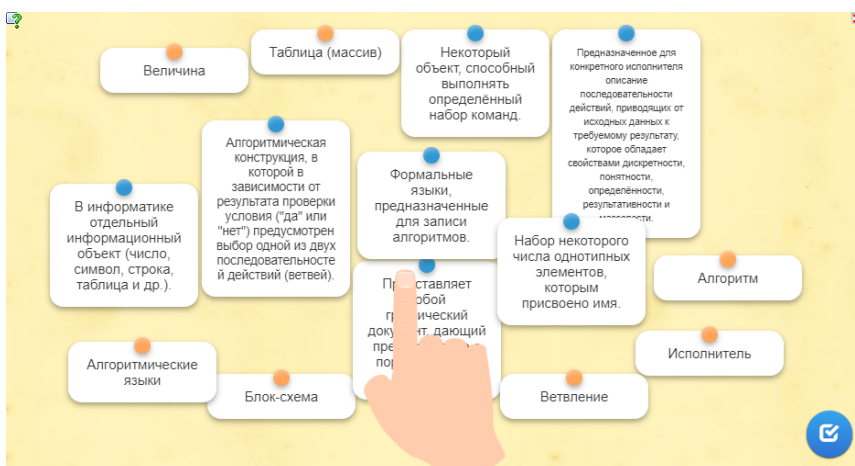 Величина
Таблица (массив)
Некоторый
объект, способный
выполнять
определённый
набор команд.
Предназначенное для
конкретного исполнителя
описание
последовательности
действий, приводящих от
исходных данных к
требуемому результату,
которое обладает
свойствами дискретности,
понятности,
определённости,
результативности и
В информатике
отдельный
информационный
объект (число,
символ, строка,
таблица и др.).
Алгоритмическая
конструкция, в
которой в
зависимости от
результата проверки
условия ("да" или
"нет") предусмотрен
выбор одной из двух
последовательносте
й действий (ветвей).
Формальные
языки,
предназначенные
для записи
алгоритмов.
Набор некоторого
числа однотипных
элементов,
которым
присвоено имя.
дающий
Алгоритм
Исполнитель
Алгоритмические
языки
Блок-схема
Ветвление